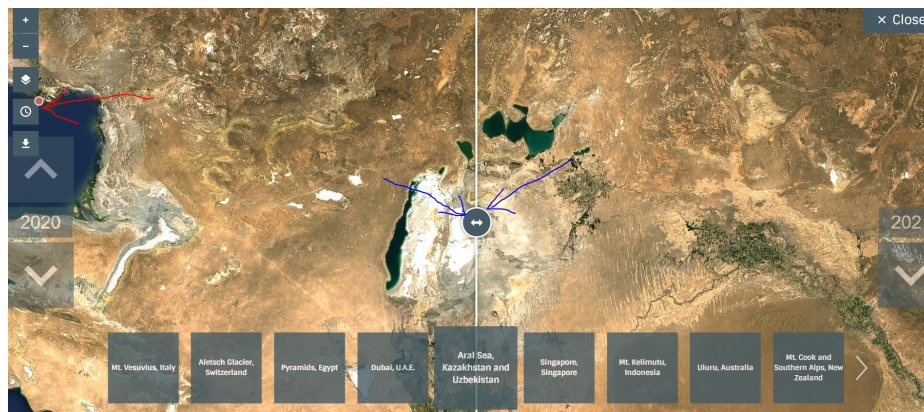 +
× Close
−
2020
202
Mt. Vesuvius, Italy
Aletsch Glacier,
Switzerland
Pyramids, Egypt
Dubai, U.A.E.
Aral Sea,
Kazakhstan and
Uzbekistan
Singapore,
Singapore
Mt. Kelimutu,
Indonesia
Uluru, Australia
Mt. Cook and
Southern Alps, New
Zealand